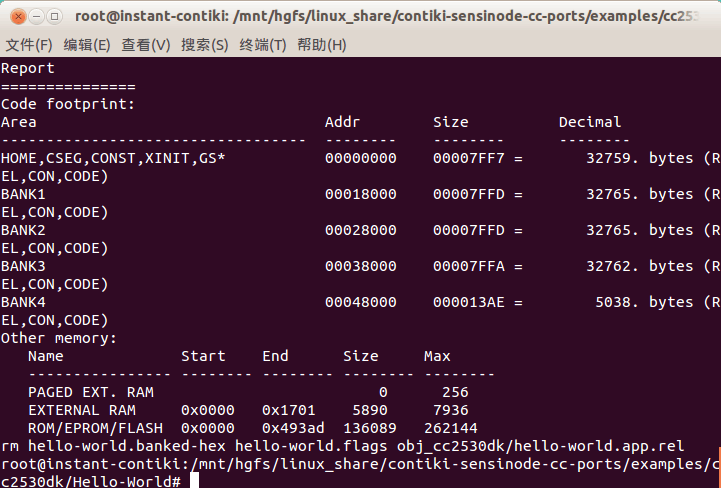 root@instant-contiki: /mnt/hgfs/linux_share/contiki-sensinode-cc-ports/examples/cc253
文件(F) 编辑(E) 查看(V) 搜索(S) 终端(T) 帮助(H)
Report
===============
Code footprint:
Area Addr Size Decimal
---------------------------------- -------- -------- --------
HOME,CSEG,CONST,XINIT,GS* 00000000 00007FF7 = 32759. bytes (R
EL,CON,CODE)
BANK1 00018000 00007FFD = 32765. bytes (R
EL,CON,CODE)
BANK2 00028000 00007FFD = 32765. bytes (R
EL,CON,CODE)
BANK3 00038000 00007FFA = 32762. bytes (R
EL,CON,CODE)
BANK4 00048000 000013AE = 5038. bytes (R
EL,CON,CODE)
Other memory:
Name Start End Size Max
---------------- -------- -------- -------- --------
PAGED EXT. RAM 0 256
EXTERNAL RAM 0x0000 0x1701 5890 7936
ROM/EPROM/FLASH 0x0000 0x493ad 136089 262144
rm hello-world.banked-hex hello-world.flags obj_cc2530dk/hello-world.app.rel
root@instant-contiki:/mnt/hgfs/linux_share/contiki-sensinode-cc-ports/examples/c
c2530dk/Hello-World#